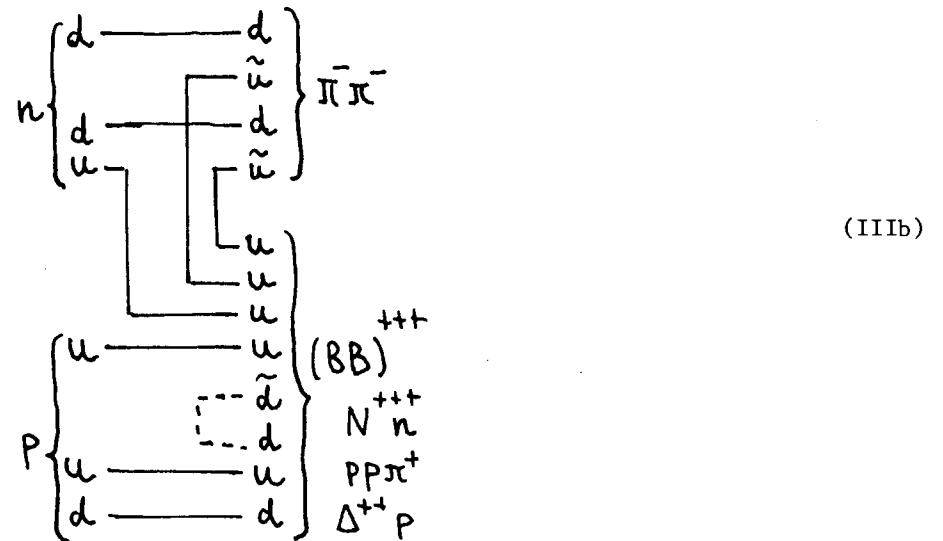 d d
ũ
n π⁻π⁻
d d
u ũ
(IIIb)
u
u
u
u u (BB)⁺⁺⁺
d̃
N⁺⁺⁺n
d
P
u u ppπ⁺
d d Δ⁺⁺p